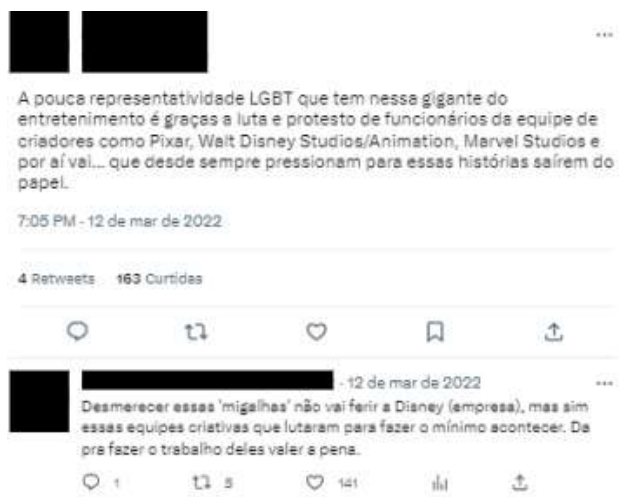 A pouca representatividade LGBT que tem nessa gigante do
entretenimento é graças a luta e protesto de funcionários da equipe de
criadores como Pixar, Walt Disney Studios/Animation, Marvel Studios e
por aí vai... que desde sempre pressionam para essas histórias saírem do
papel.
7:05 PM - 12 de mar de 2022
4 Retweets 163 Curtidas
- 12 de mar de 2022
Desmerecer essas 'migalhas' não vai ferir a Disney (empresa), mas sim
essas equipes criativas que lutaram para fazer o mínimo acontecer. Da
pra fazer o trabalho deles valer a pena.
1 5 141